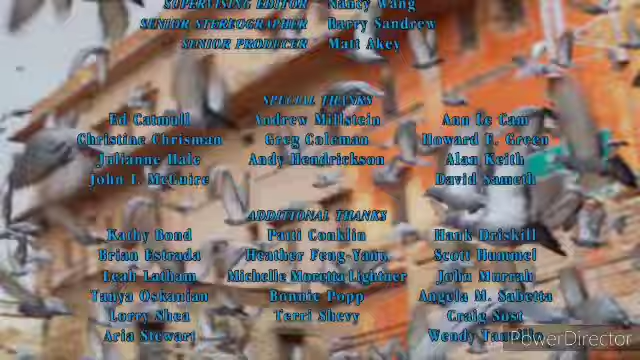 SUPERVISING EDITOR Nancy Wang
SENIOR STEREOGRAPHER Barry Sandrew
SENIOR PRODUCER Matt Akey
SPECIAL THANKS
Ed Catmull Andrew Millstein Ann Le Cam
Christine Chrisman Greg Coleman Howard E. Green
Julianne Hale Andy Hendrickson Alan Keith
John J. McGuire David Sameth
ADDITIONAL THANKS
Kathy Bond Patti Conklin Hank Driskill
Brian Estrada Heather Feng-Yanu Scott Hummel
Leah Latham Michelle Moretta Lightner John Murrah
Tanya Oskanian Bonnie Popp Angela M. Sabetta
Lorry Shea Terri Shevy Craig Sost
Aria Stewart Wendy
PowerDirector